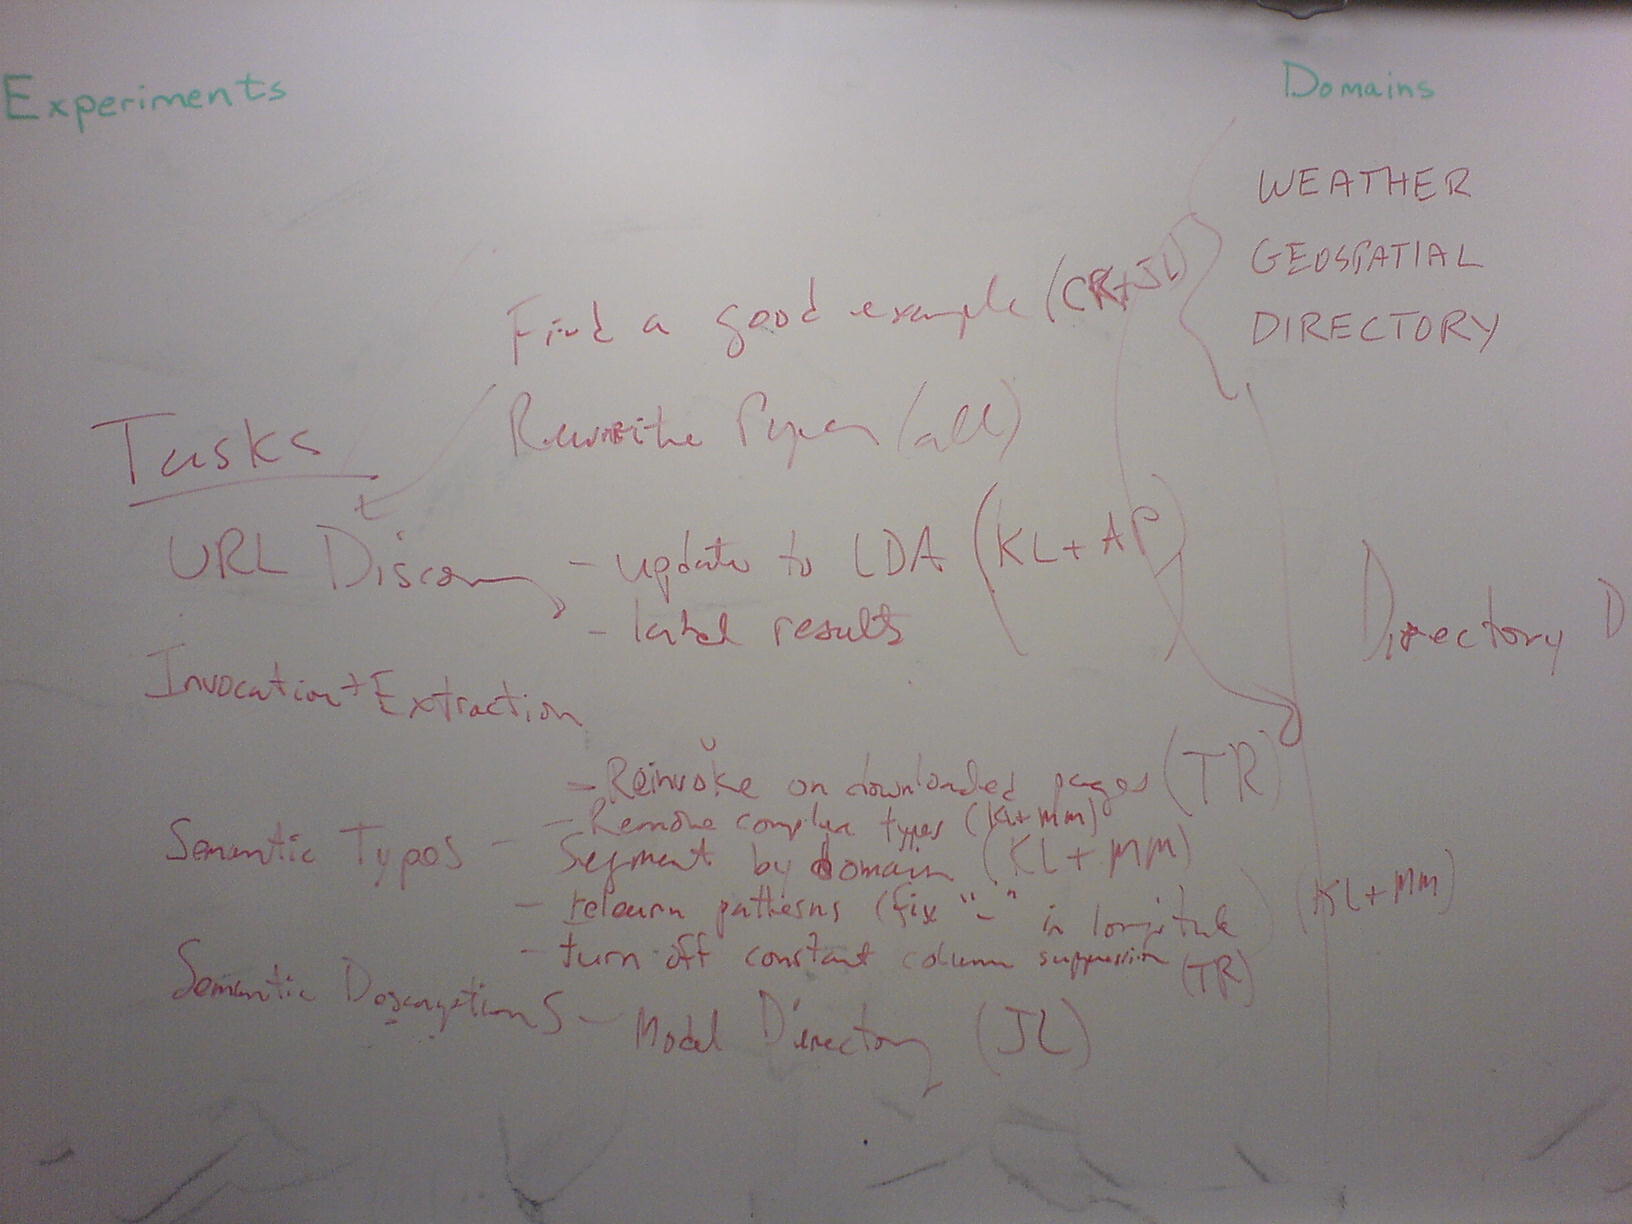 Experiments
Domains
WEATHER
GEOSPATIAL
DIRECTORY
Find a good example (CR+JL)
Rewrite Paper (all)
Tasks
URL Discovery - update to LDA (KL+AP)
- label results
Directory D
Invocation + Extraction
- Reinvoke on downloaded pages (TR)
- Remove complex types (KL+MM)
Semantic Types - Segment by domain (KL+MM)
- relearn patterns (fix "-" in longitude) (KL+MM)
- turn off constant column suppression (TR)
Semantic Descriptions - Model Directory (JL)